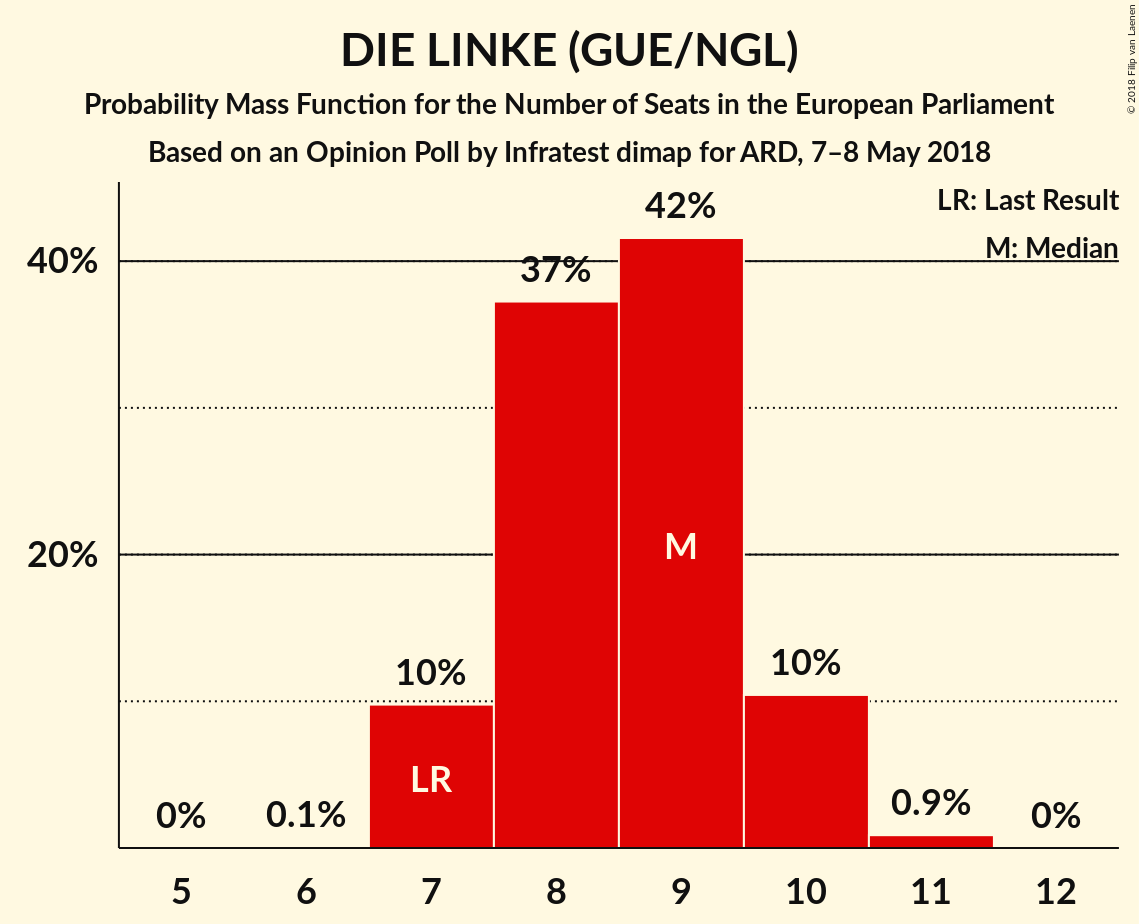 DIE LINKE (GUE/NGL)
Probability Mass Function for the Number of Seats in the European Parliament
Based on an Opinion Poll by Infratest dimap for ARD, 7–8 May 2018
© 2018 Filip van Laenen
LR: Last Result
M: Median
40%
20%
0%
0.1%
10%
37%
42%
10%
0.9%
0%
LR
M
5 6 7 8 9 10 11 12